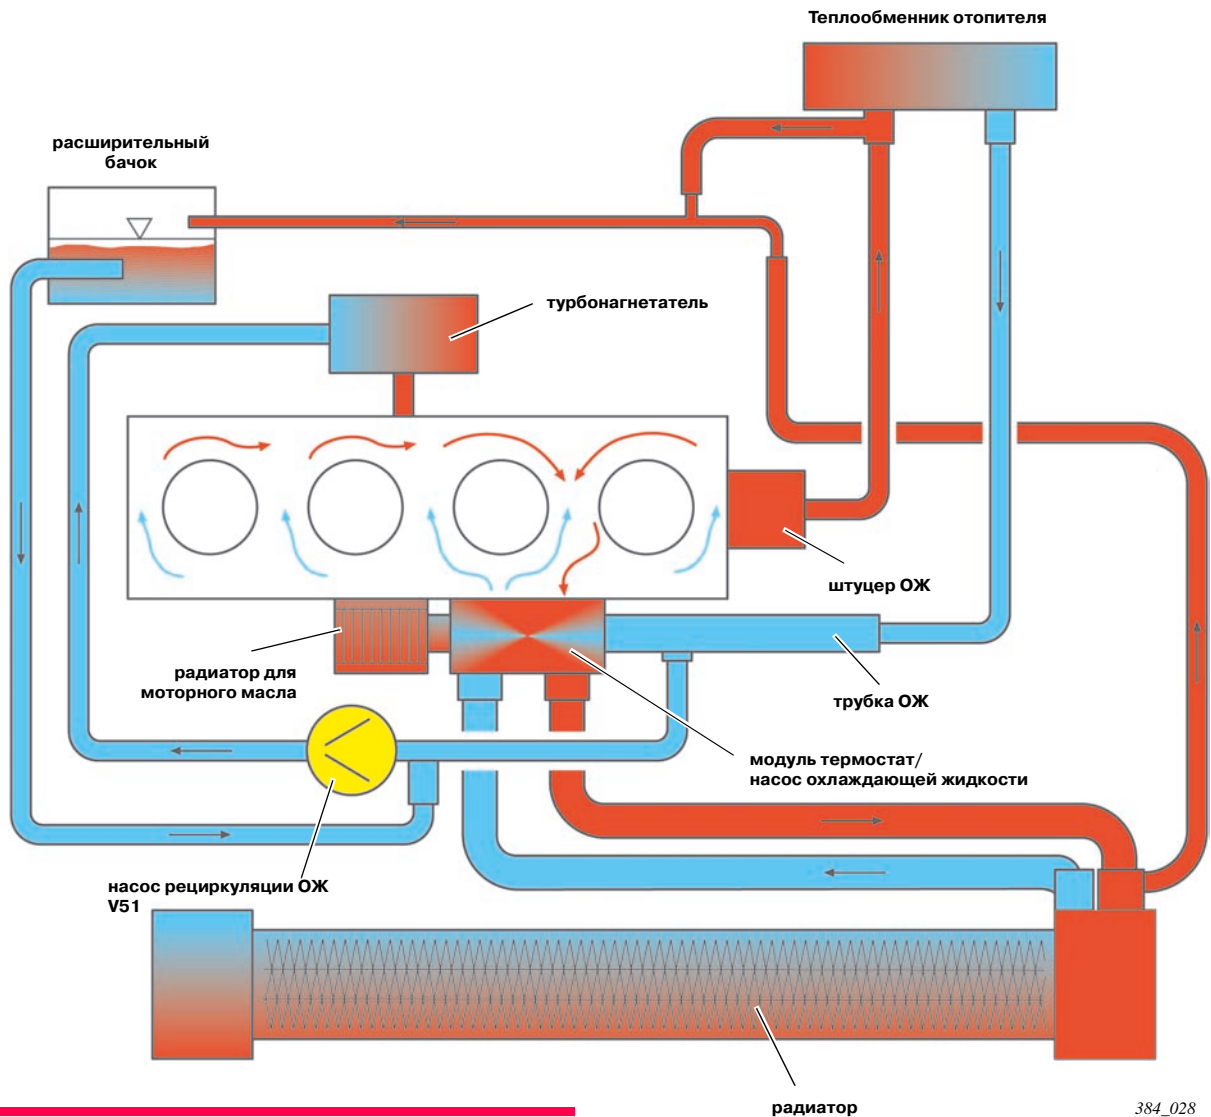 Теплообменник отопителя
расширительный
бачок
турбонагнетатель
штуцер ОЖ
радиатор для
моторного масла
трубка ОЖ
модуль термостат/
насос охлаждающей жидкости
насос рециркуляции ОЖ
V51
радиатор
384_028